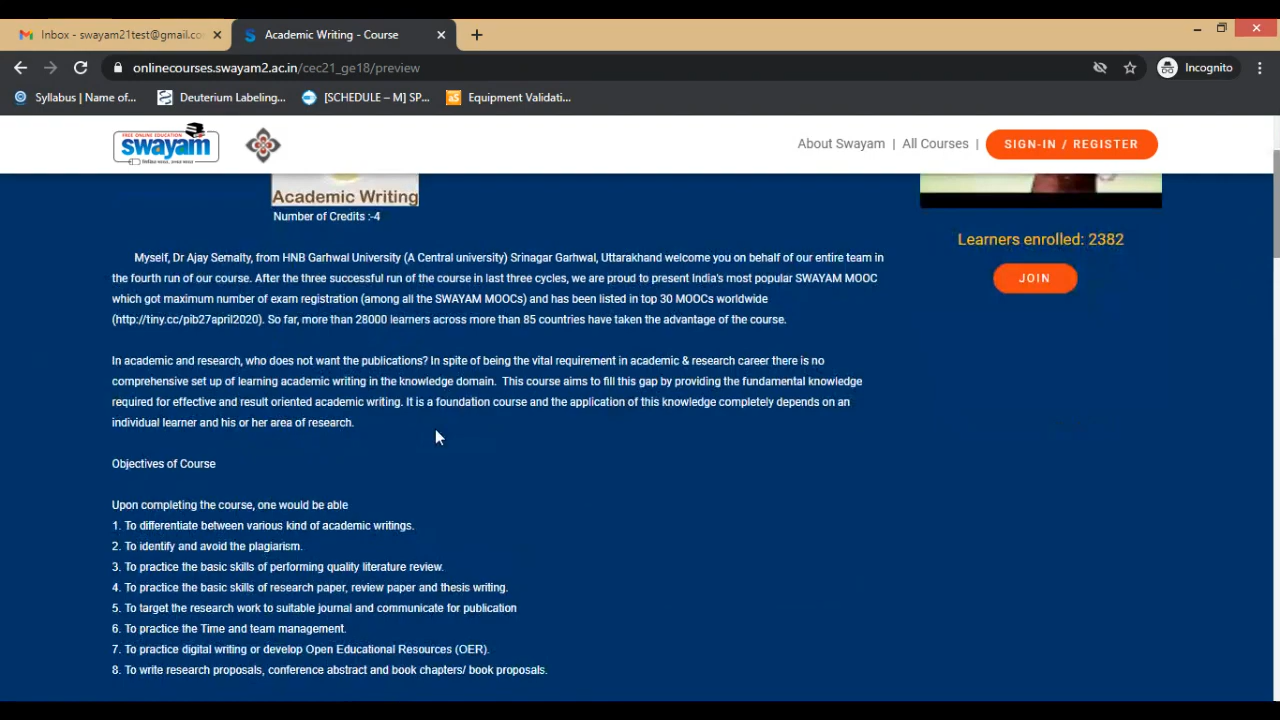 Inbox - swayam21test@gmail.co
Academic Writing - Course
onlinecourses.swayam2.ac.in/cec21_ge18/preview
Incognito
Syllabus | Name of...
Deuterium Labeling...
[SCHEDULE – M] SP...
Equipment Validati...
FREE ONLINE EDUCATION
swayam
About Swayam | All Courses |
SIGN-IN / REGISTER
Academic Writing
Number of Credits :-4
Learners enrolled: 2382
JOIN
Myself, Dr Ajay Semalty, from HNB Garhwal University (A Central university) Srinagar Garhwal, Uttarakhand welcome you on behalf of our entire team in
the fourth run of our course. After the three successful run of the course in last three cycles, we are proud to present India's most popular SWAYAM MOOC
which got maximum number of exam registration (among all the SWAYAM MOOCs) and has been listed in top 30 MOOCs worldwide
(http://tiny.cc/pib27april2020). So far, more than 28000 learners across more than 85 countries have taken the advantage of the course.
In academic and research, who does not want the publications? In spite of being the vital requirement in academic & research career there is no
comprehensive set up of learning academic writing in the knowledge domain. This course aims to fill this gap by providing the fundamental knowledge
required for effective and result oriented academic writing. It is a foundation course and the application of this knowledge completely depends on an
individual learner and his or her area of research.
Objectives of Course
Upon completing the course, one would be able
1. To differentiate between various kind of academic writings.
2. To identify and avoid the plagiarism.
3. To practice the basic skills of performing quality literature review.
4. To practice the basic skills of research paper, review paper and thesis writing.
5. To target the research work to suitable journal and communicate for publication
6. To practice the Time and team management.
7. To practice digital writing or develop Open Educational Resources (OER).
8. To write research proposals, conference abstract and book chapters/ book proposals.